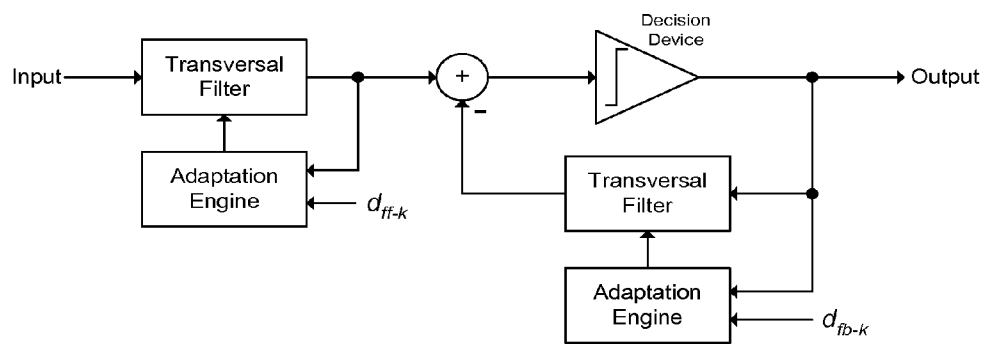 Decision
Device
Input
Transversal
Filter
+
Output
−
Adaptation
Engine
d_ff-k
Transversal
Filter
Adaptation
Engine
d_fb-k